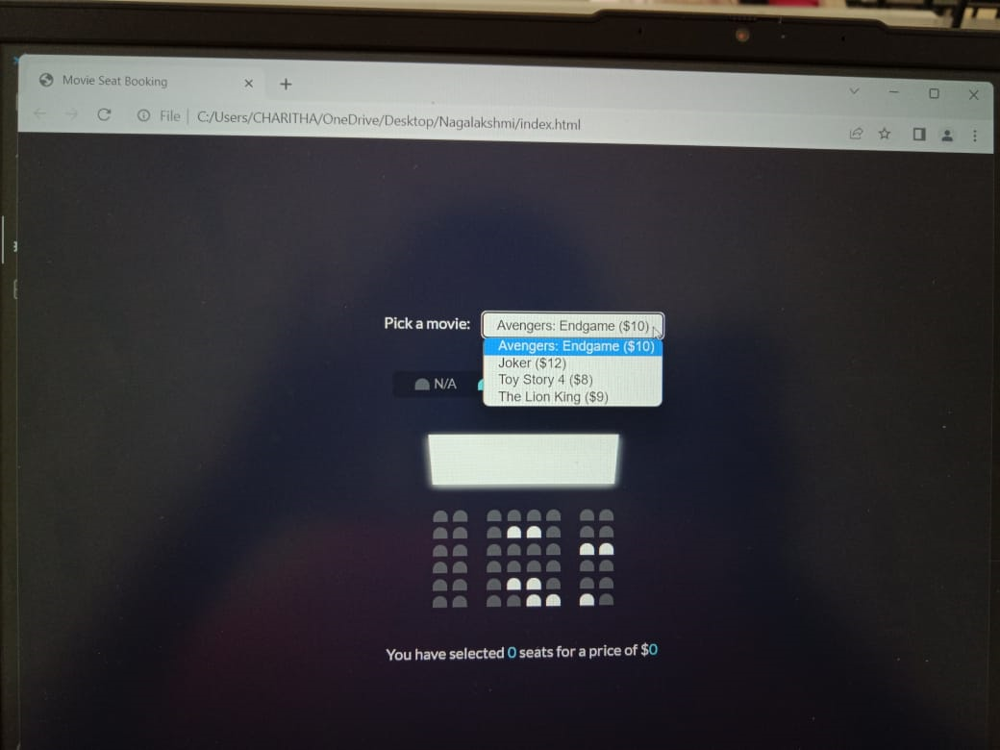 Movie Seat Booking
File C:/Users/CHARITHA/OneDrive/Desktop/Nagalakshmi/index.html
Pick a movie: Avengers: Endgame ($10)
Avengers: Endgame ($10)
Joker ($12)
Toy Story 4 ($8)
The Lion King ($9)
N/A
You have selected 0 seats for a price of $0